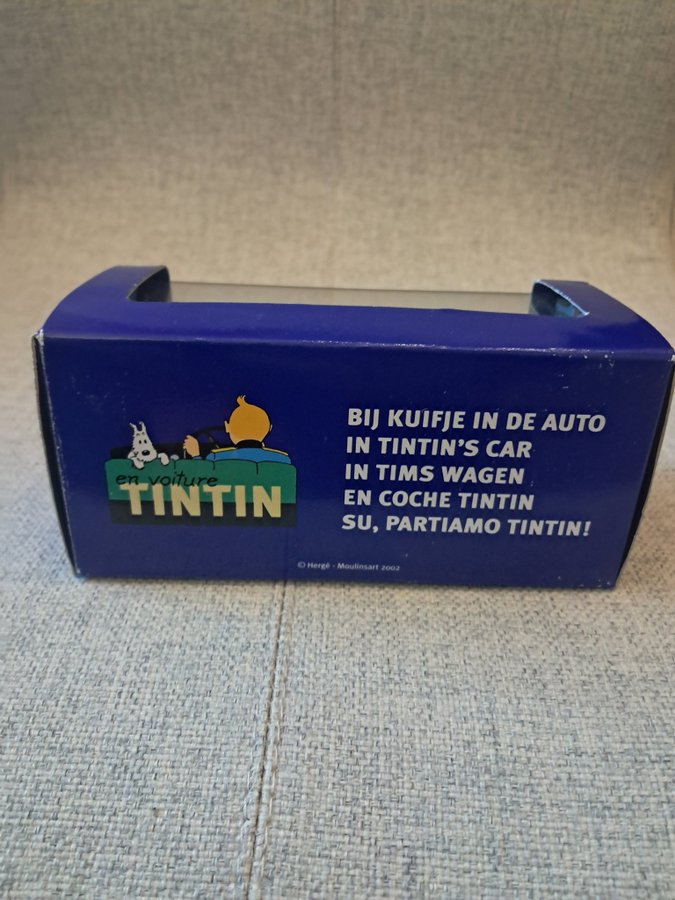 en voiture
TINTIN
BIJ KUIFJE IN DE AUTO
IN TINTIN'S CAR
IN TIMS WAGEN
EN COCHE TINTIN
SU, PARTIAMO TINTIN!
© Hergé - Moulinsart 2002